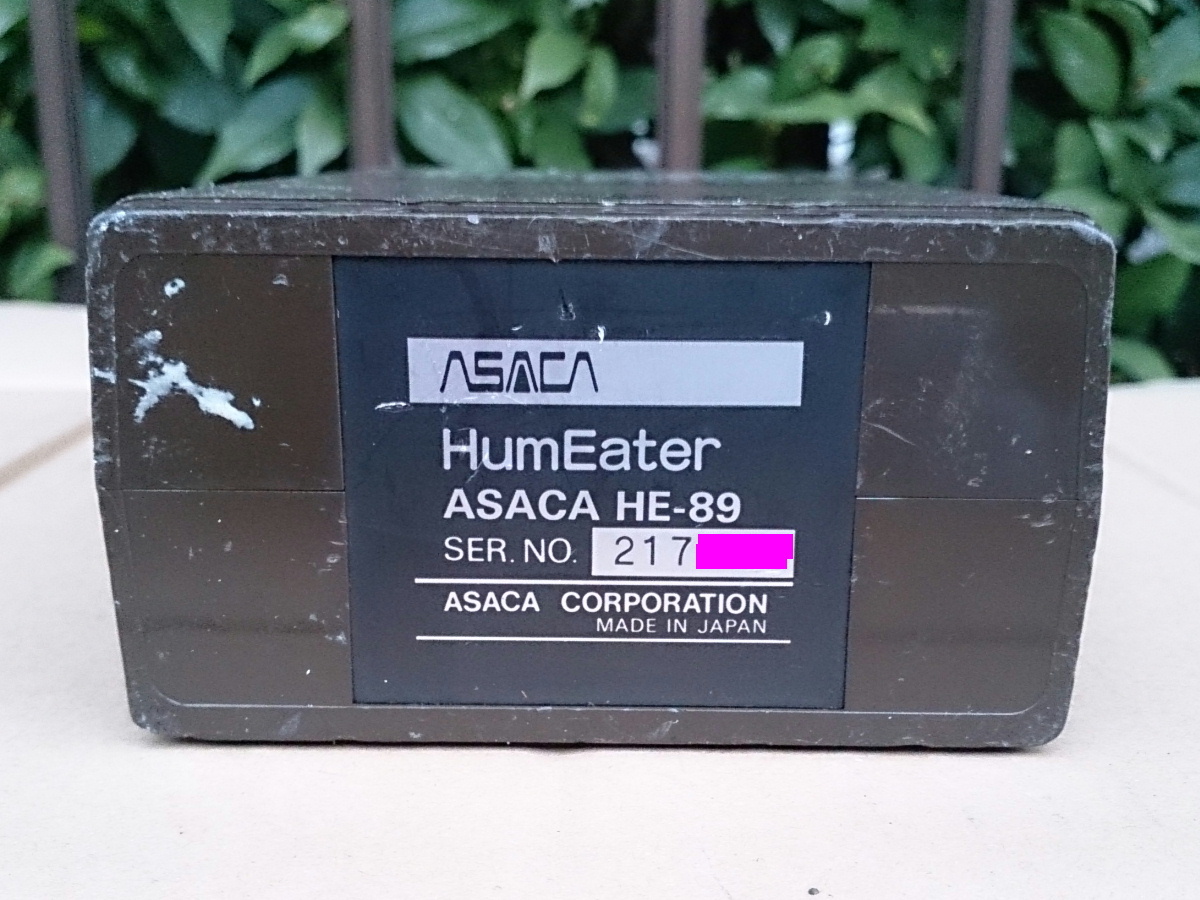 ASACA
HumEater
ASACA HE-89
SER. NO. 217
ASACA CORPORATION
MADE IN JAPAN